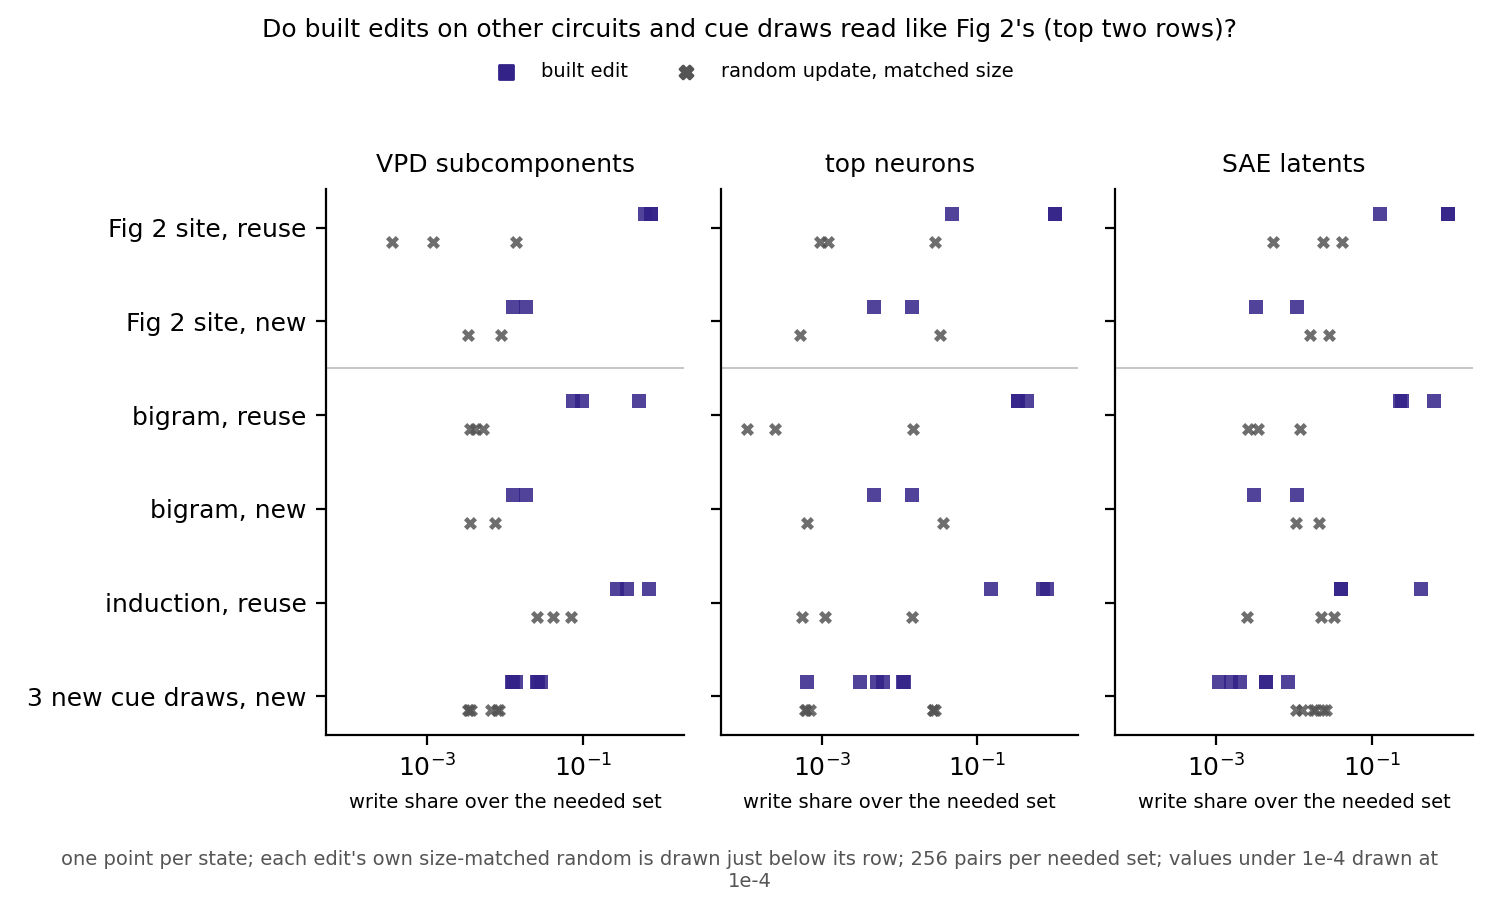 Do built edits on other circuits and cue draws read like Fig 2's (top two rows)?
built edit
random update, matched size
VPD subcomponents
top neurons
SAE latents
Fig 2 site, reuse
Fig 2 site, new
bigram, reuse
bigram, new
induction, reuse
3 new cue draws, new
10⁻³ 10⁻¹ 10⁻³ 10⁻¹ 10⁻³ 10⁻¹
write share over the needed set
write share over the needed set
write share over the needed set
one point per state; each edit's own size-matched random is drawn just below its row; 256 pairs per needed set; values under 1e-4 drawn at
1e-4